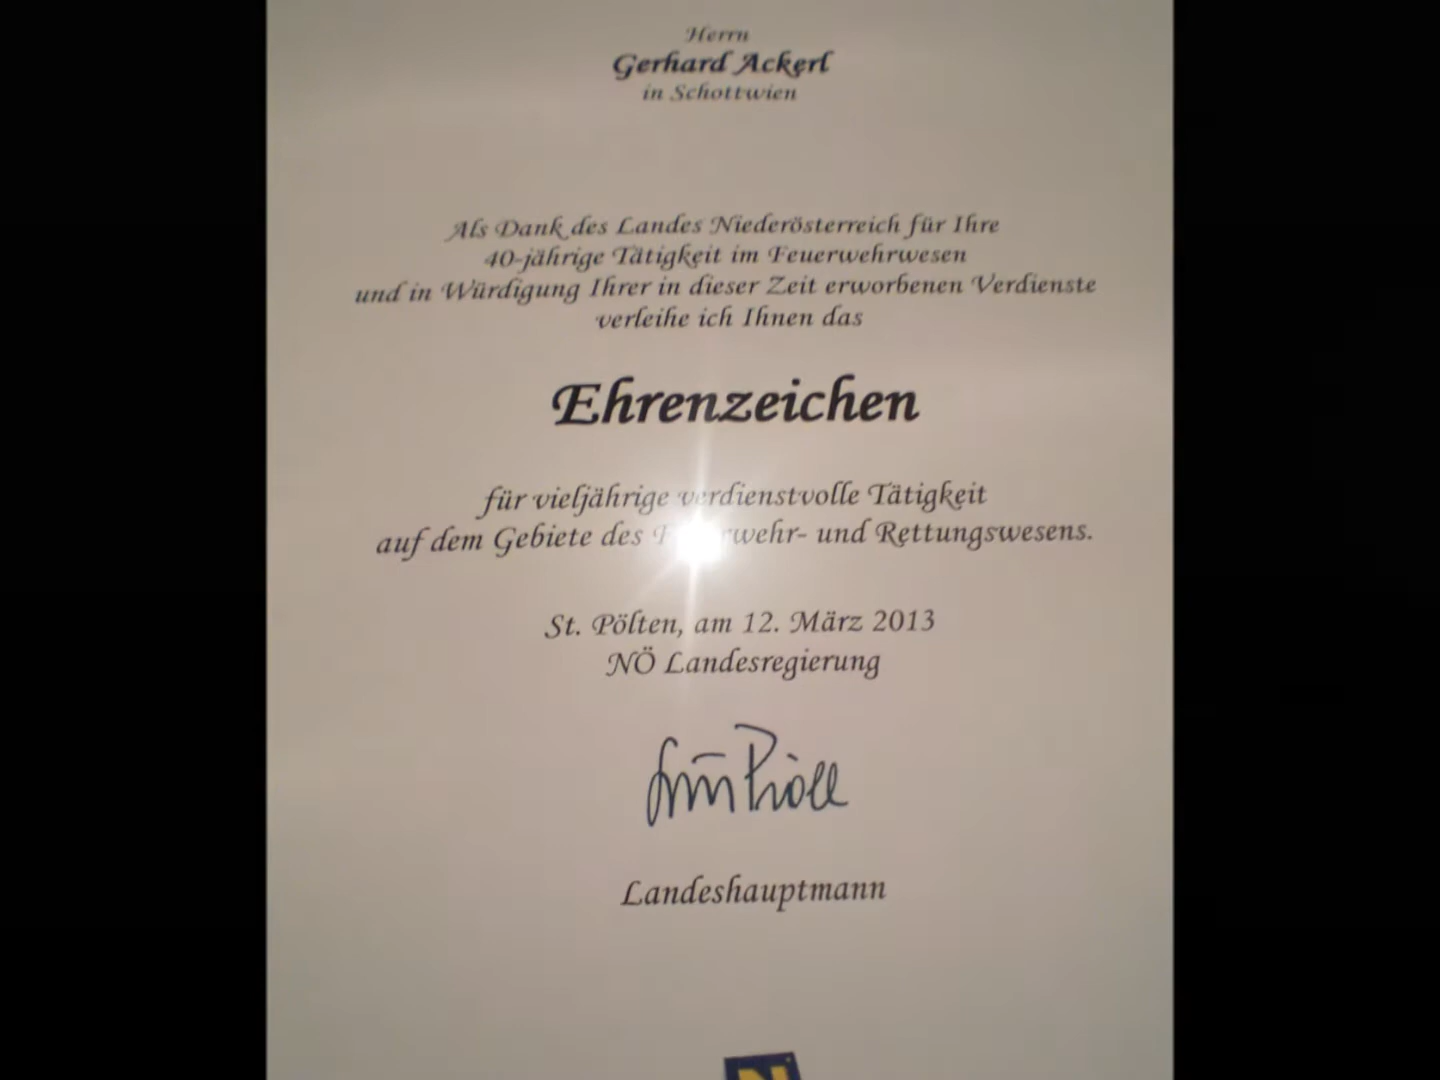 Herrn
Gerhard Ackerl
in Schottwien
Als Dank des Landes Niederösterreich für Ihre
40-jährige Tätigkeit im Feuerwehrwesen
und in Würdigung Ihrer in dieser Zeit erworbenen Verdienste
verleihe ich Ihnen das
Ehrenzeichen
für vieljährige verdienstvolle Tätigkeit
auf dem Gebiete des Feuerwehr- und Rettungswesens.
St. Pölten, am 12. März 2013
NÖ Landesregierung
Pröll
Landeshauptmann